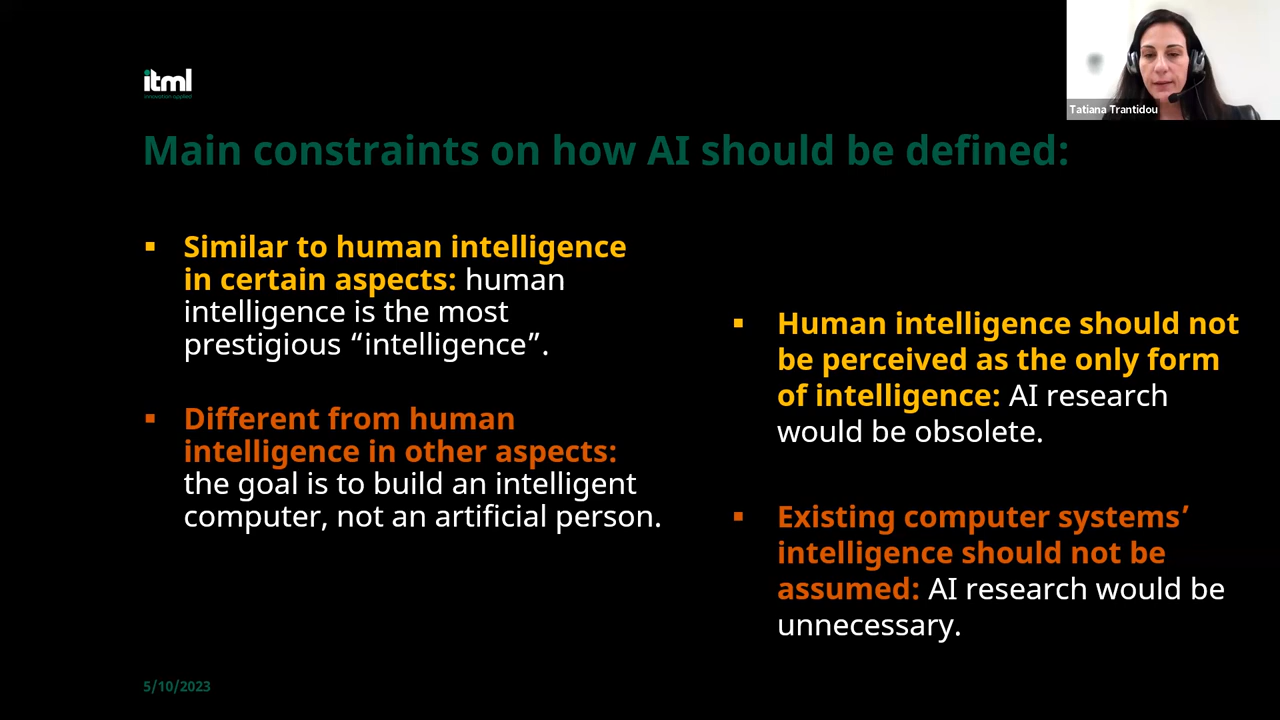 itml
innovation applied
Tatiana Trantidou
Main constraints on how AI should be defined:
▪ Similar to human intelligence
in certain aspects: human
intelligence is the most
prestigious “intelligence”.
▪ Different from human
intelligence in other aspects:
the goal is to build an intelligent
computer, not an artificial person.
▪ Human intelligence should not
be perceived as the only form
of intelligence: AI research
would be obsolete.
▪ Existing computer systems’
intelligence should not be
assumed: AI research would be
unnecessary.
5/10/2023